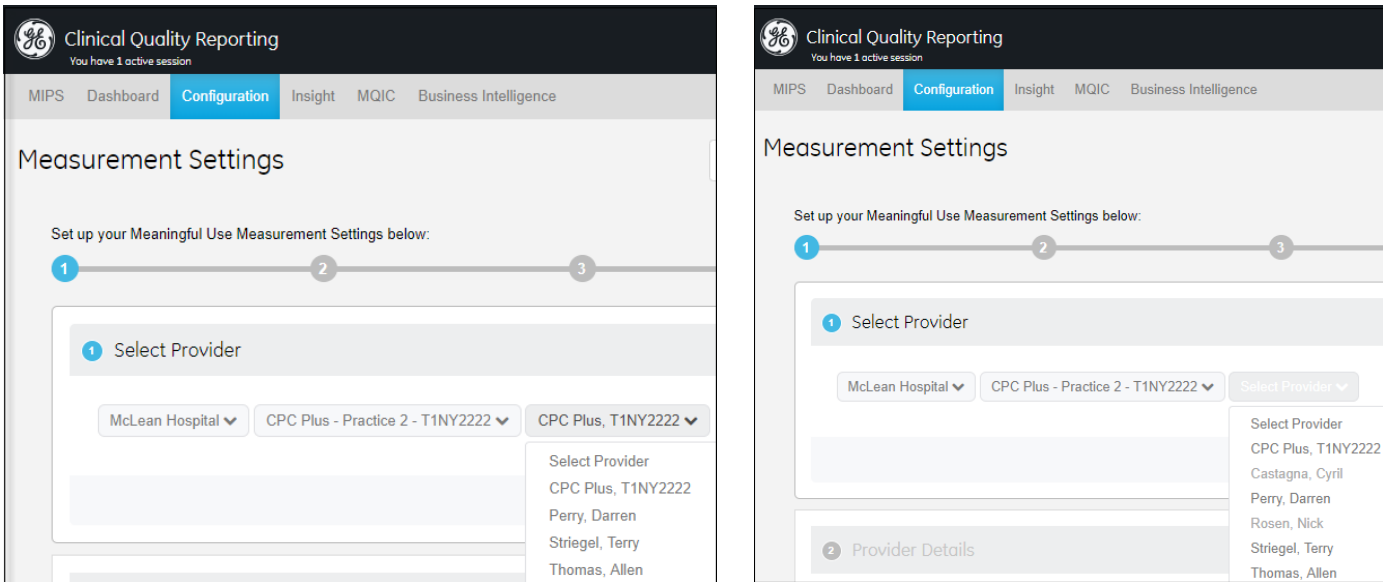 Clinical Quality Reporting
You have 1 active session
MIPS Dashboard Configuration Insight MQIC Business Intelligence
Measurement Settings
Set up your Meaningful Use Measurement Settings below:
1 2 3
1 Select Provider
McLean Hospital CPC Plus - Practice 2 - T1NY2222 CPC Plus, T1NY2222
Select Provider
CPC Plus, T1NY2222
Perry, Darren
Striegel, Terry
Thomas, Allen
Clinical Quality Reporting
You have 1 active session
MIPS Dashboard Configuration Insight MQIC Business Intelligence
Measurement Settings
Set up your Meaningful Use Measurement Settings below:
1 2 3
1 Select Provider
McLean Hospital CPC Plus - Practice 2 - T1NY2222 Select Provider
Select Provider
CPC Plus, T1NY2222
Castagna, Cyril
Perry, Darren
Rosen, Nick
2 Provider Details
Striegel, Terry
Thomas, Allen